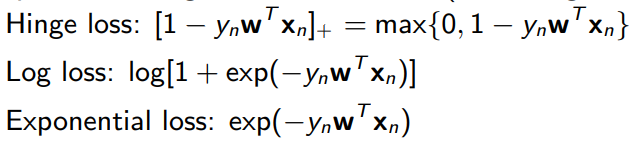 Hinge loss: [1 − yₙwᵀxₙ]₊ = max{0, 1 − yₙwᵀxₙ}
Log loss: log[1 + exp(−yₙwᵀxₙ)]
Exponential loss: exp(−yₙwᵀxₙ)